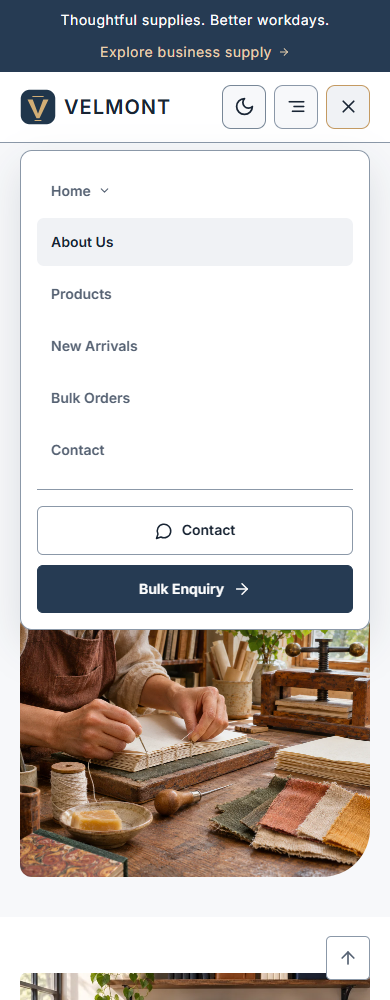 Thoughtful supplies. Better workdays.
Explore business supply →
VELMONT
Home
About Us
Products
New Arrivals
Bulk Orders
Contact
Contact
Bulk Enquiry →